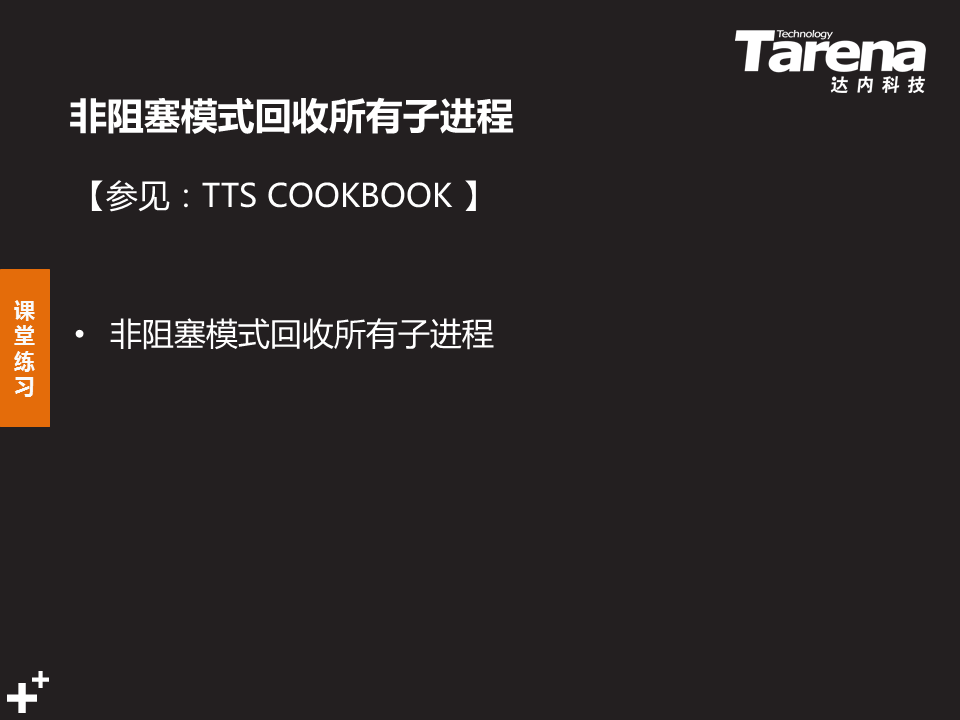 Technology
Tarena
达内科技
非阻塞模式回收所有子进程
【参见：TTS COOKBOOK 】
课堂练习
• 非阻塞模式回收所有子进程